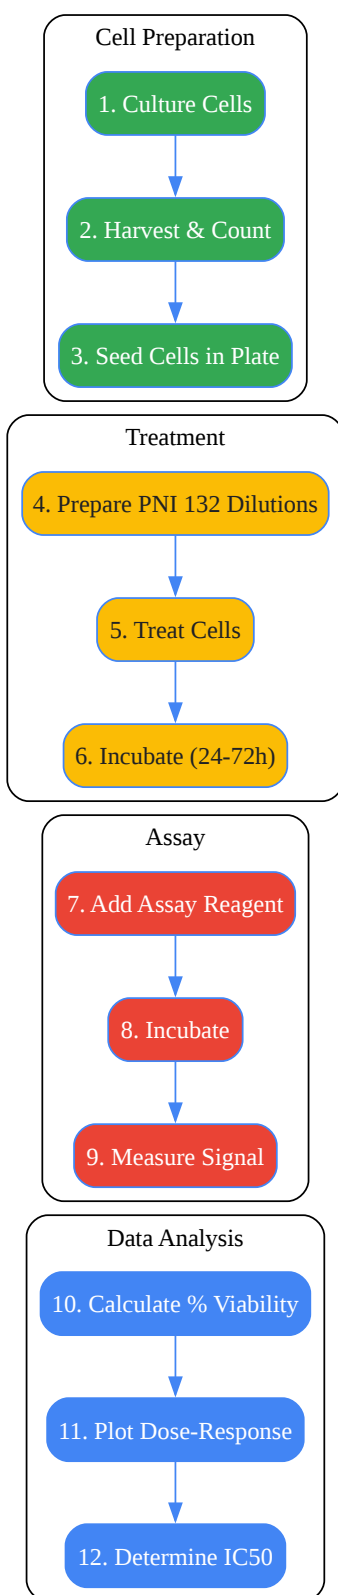 Cell Preparation
1. Culture Cells
2. Harvest & Count
3. Seed Cells in Plate
Treatment
4. Prepare PNI 132 Dilutions
5. Treat Cells
6. Incubate (24-72h)
Assay
7. Add Assay Reagent
8. Incubate
9. Measure Signal
Data Analysis
10. Calculate % Viability
11. Plot Dose-Response
12. Determine IC50